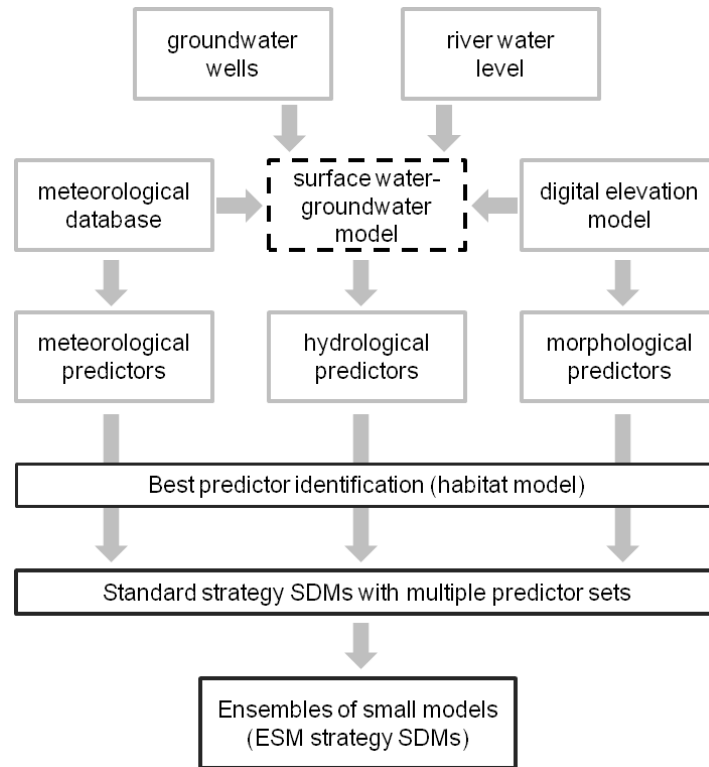 groundwater
wells
river water
level
meteorological
database
surface water-
groundwater
model
digital elevation
model
meteorological
predictors
hydrological
predictors
morphological
predictors
Best predictor identification (habitat model)
Standard strategy SDMs with multiple predictor sets
Ensembles of small models
(ESM strategy SDMs)